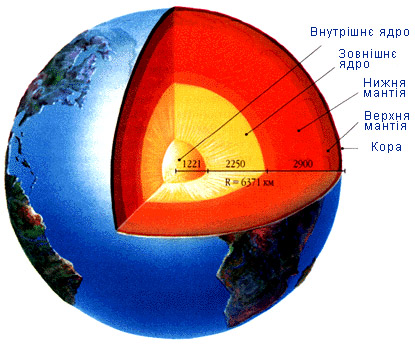 Внутрішнє ядро
Зовнішнє
ядро
Нижня
мантія
Верхня
мантія
Кора
1221 2250 2900
R = 6371 км